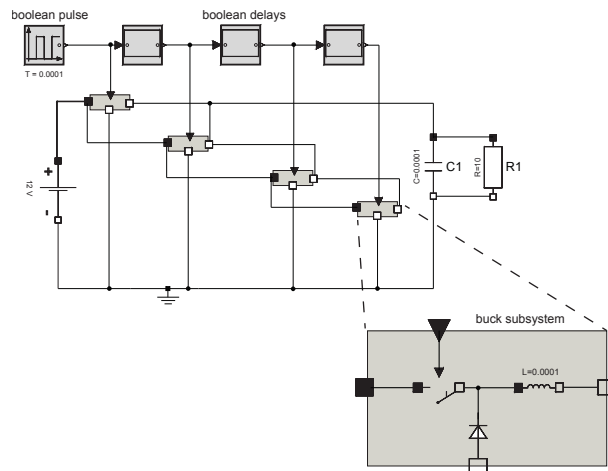 boolean pulse
boolean delays
T = 0.0001
+
12 V
-
C=0.0001
C1
R=10
R1
buck subsystem
L=0.0001